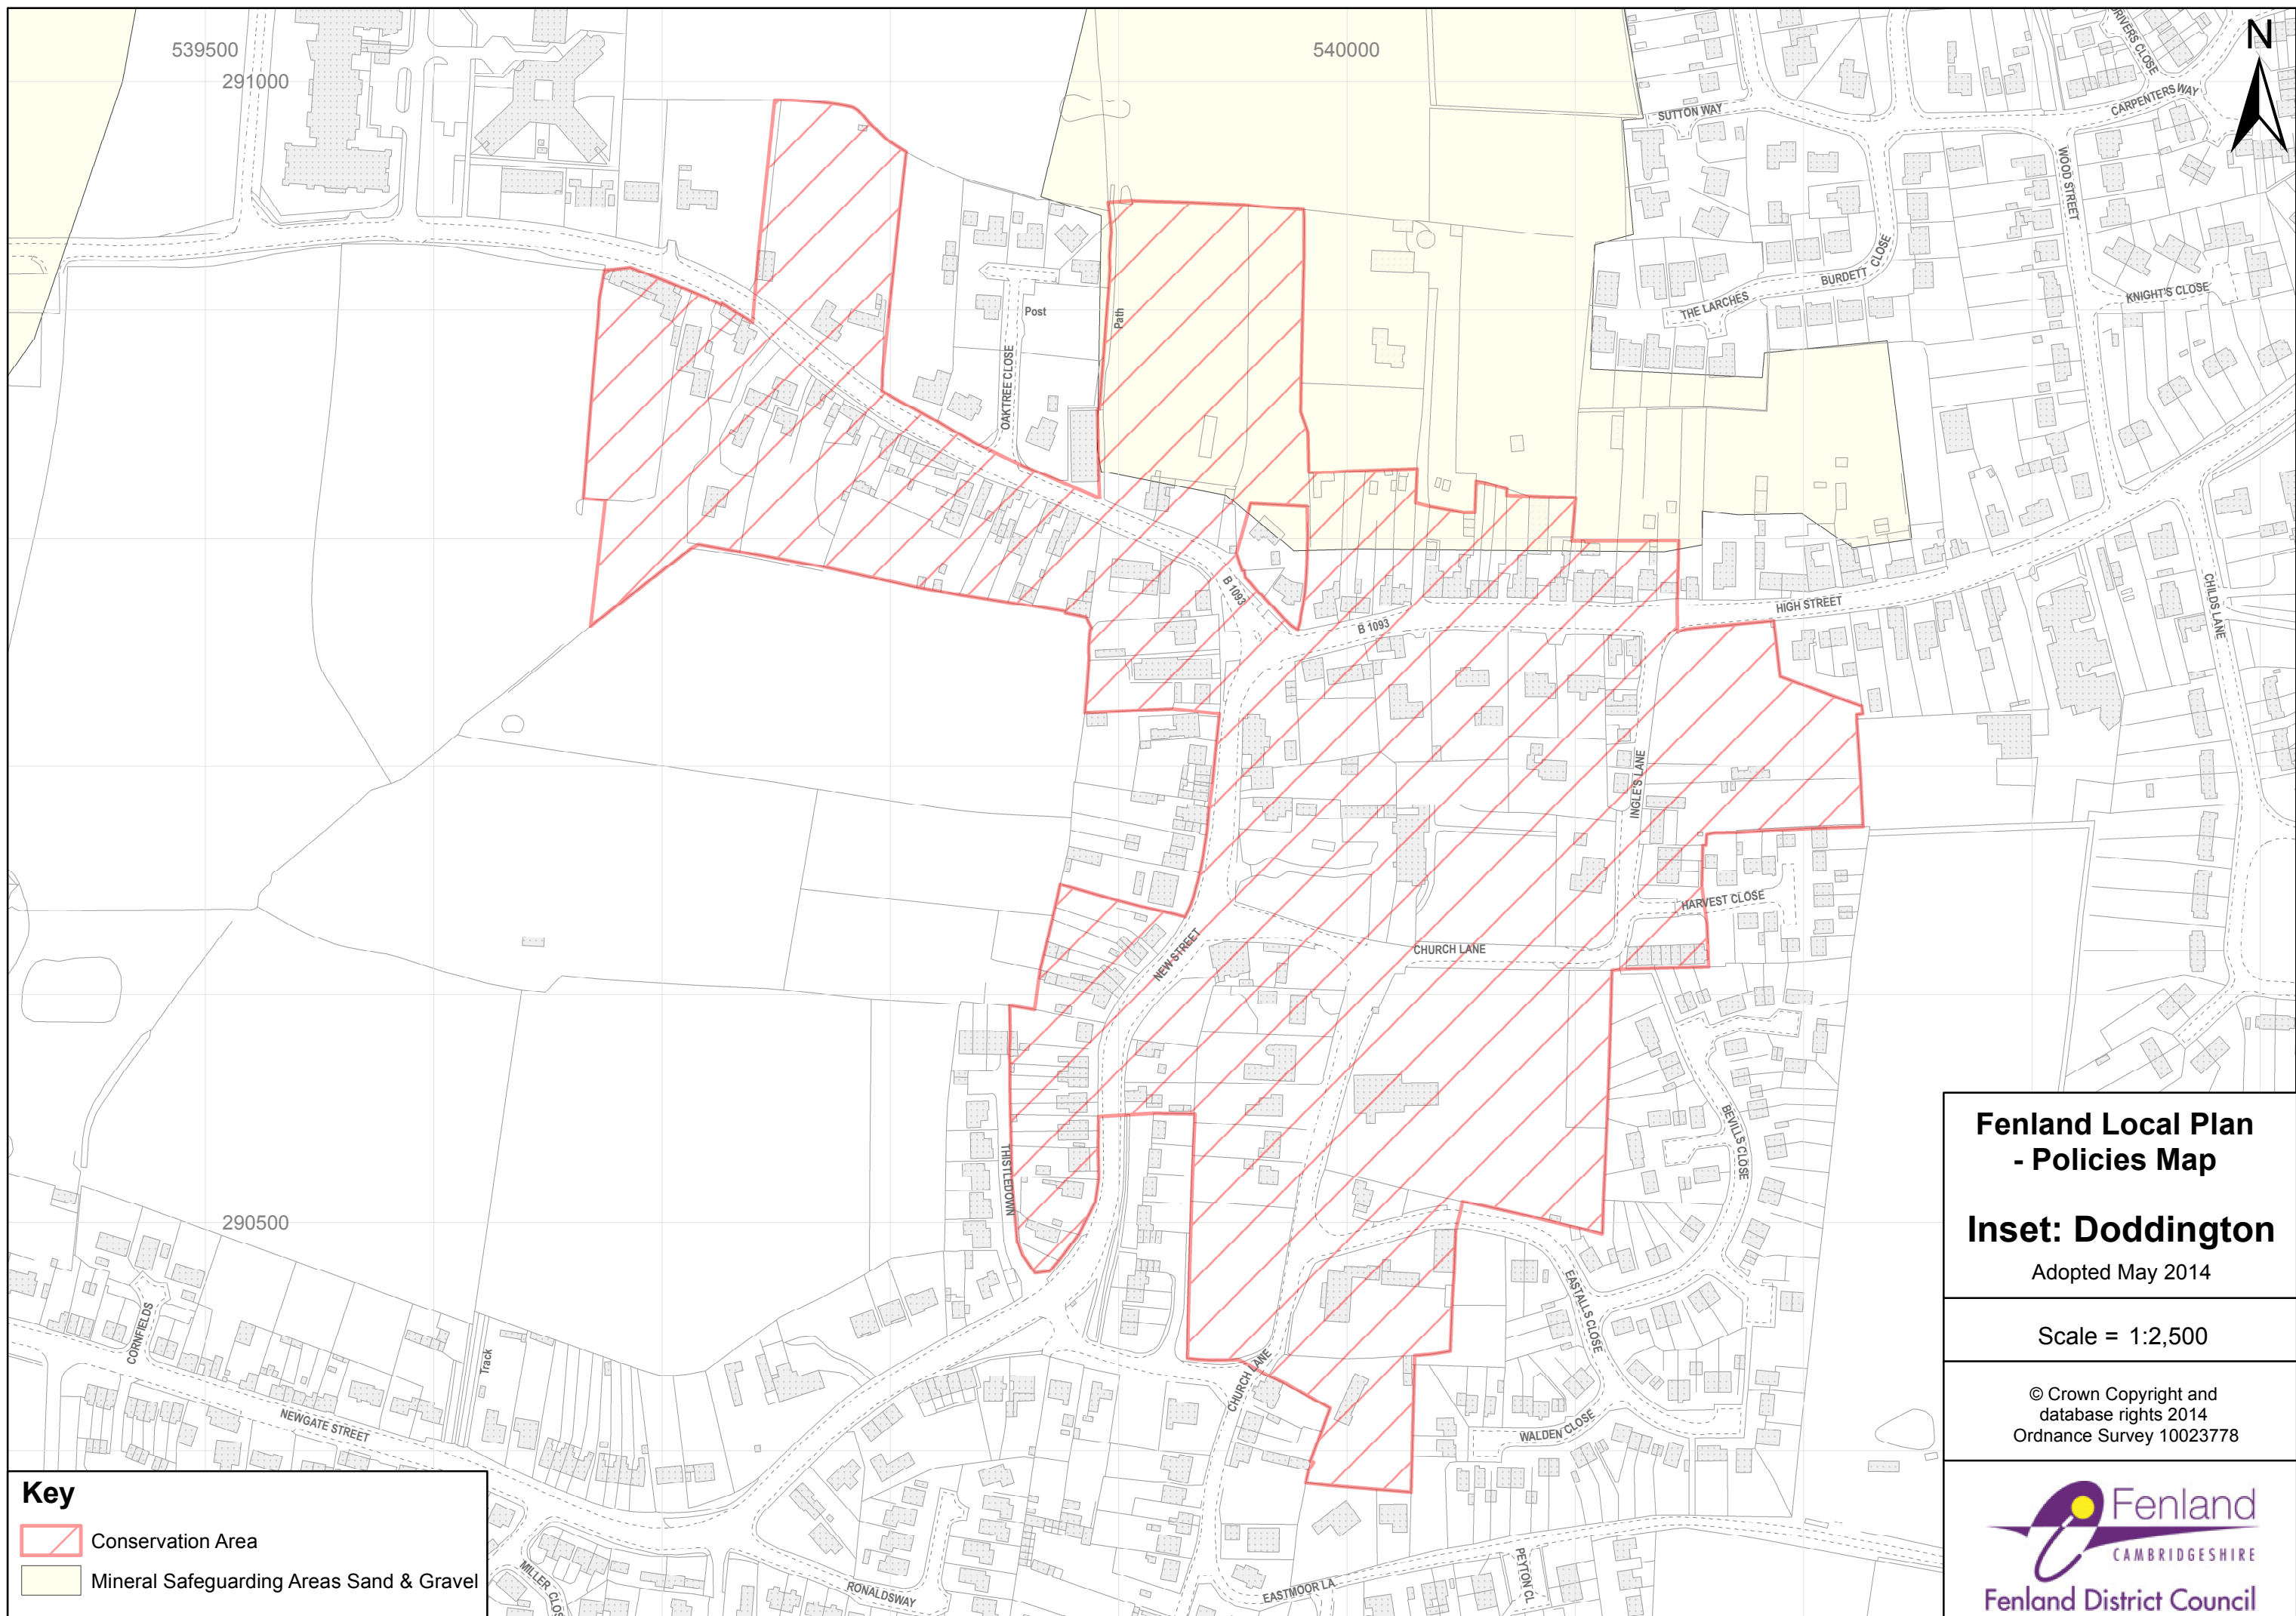 539500
540000
291000
N
DRIVERS CLOSE
CARPENTERS WAY
SUTTON WAY
WOOD STREET
BURDETT CLOSE
THE LARCHES
KNIGHT'S CLOSE
Post
Path
OAKTREE CLOSE
B 1093
B 1093
HIGH STREET
CHILDS LANE
INGLE'S LANE
HARVEST CLOSE
NEW STREET
CHURCH LANE
BEVILLS CLOSE
THISTLEDOWN
290500
EASTALLS CLOSE
CORNFIELDS
Track
CHURCH LANE
NEWGATE STREET
WALDEN CLOSE
MILLER CLOS
RONALDSWAY
EASTMOOR LA
PEYTON CL
Fenland Local Plan
- Policies Map
Inset: Doddington
Adopted May 2014
Scale = 1:2,500
© Crown Copyright and
database rights 2014
Ordnance Survey 10023778
Fenland
CAMBRIDGESHIRE
Fenland District Council
Key
Conservation Area
Mineral Safeguarding Areas Sand & Gravel